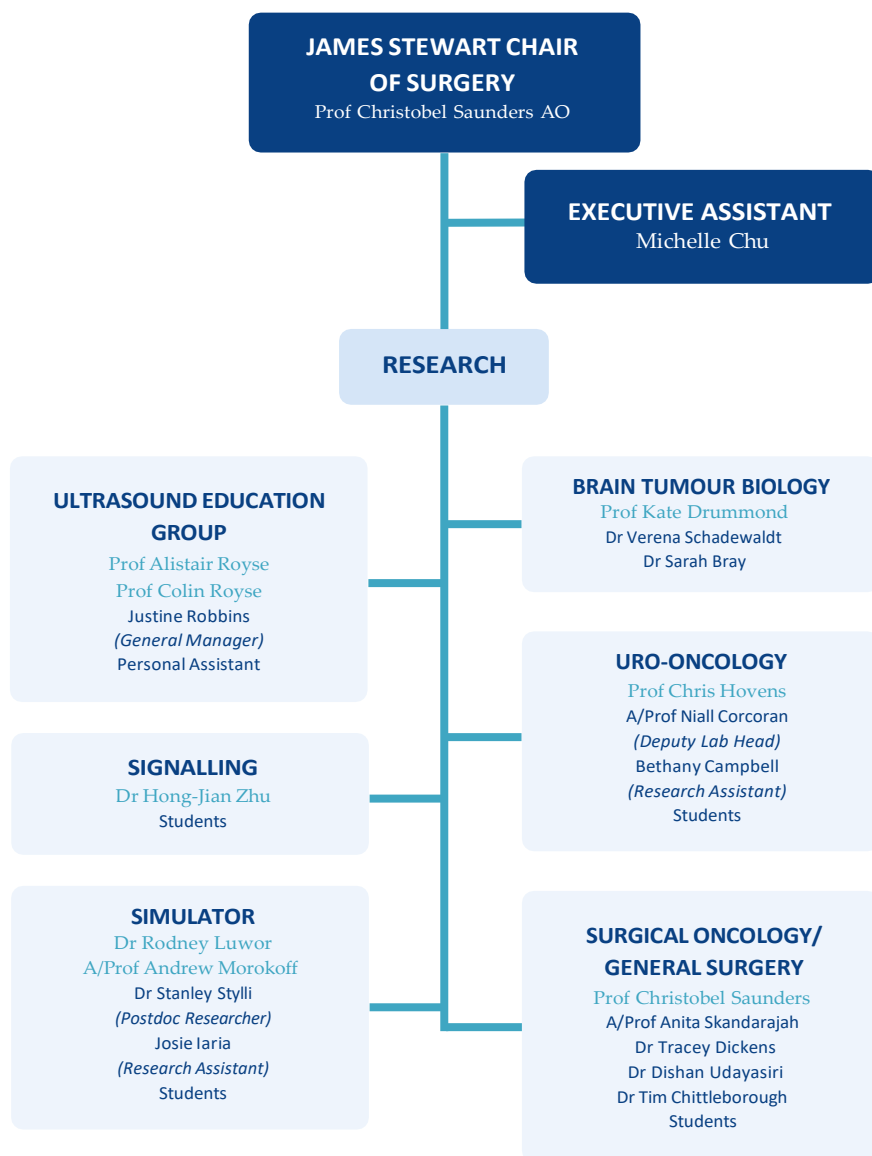 JAMES STEWART CHAIR
OF SURGERY
Prof Christobel Saunders AO
EXECUTIVE ASSISTANT
Michelle Chu
RESEARCH
ULTRASOUND EDUCATION
GROUP
Prof Alistair Royse
Prof Colin Royse
Justine Robbins
(General Manager)
Personal Assistant
SIGNALLING
Dr Hong-Jian Zhu
Students
SIMULATOR
Dr Rodney Luwor
A/Prof Andrew Morokoff
Dr Stanley Stylli
(Postdoc Researcher)
Josie Iaria
(Research Assistant)
Students
BRAIN TUMOUR BIOLOGY
Prof Kate Drummond
Dr Verena Schadewaldt
Dr Sarah Bray
URO-ONCOLOGY
Prof Chris Hovens
A/Prof Niall Corcoran
(Deputy Lab Head)
Bethany Campbell
(Research Assistant)
Students
SURGICAL ONCOLOGY/
GENERAL SURGERY
Prof Christobel Saunders
A/Prof Anita Skandarajah
Dr Tracey Dickens
Dr Dishan Udayasiri
Dr Tim Chittleborough
Students